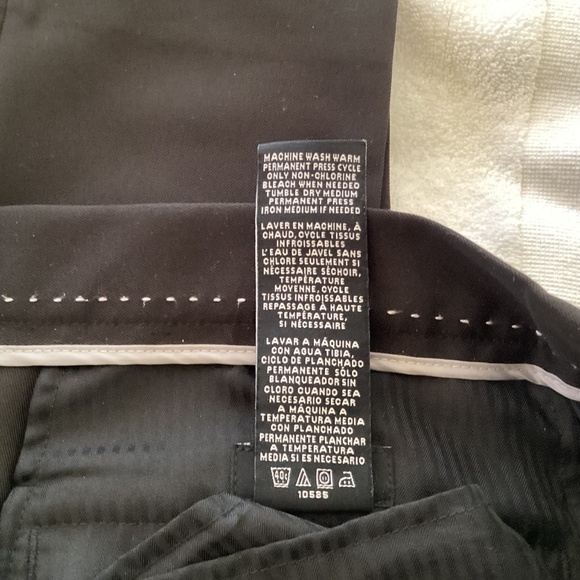 MACHINE WASH WARM
PERMANENT PRESS CYCLE
ONLY NON-CHLORINE
BLEACH WHEN NEEDED
TUMBLE DRY MEDIUM
PERMANENT PRESS
IRON MEDIUM IF NEEDED
LAVER EN MACHINE, À
CHAUD, CYCLE TISSUS
INFROISSABLES
L'EAU DE JAVEL SANS
CHLORE SEULEMENT SI
NÉCESSAIRE SÉCHOIR,
TEMPÉRATURE
MOYENNE, CYCLE
TISSUS INFROISSABLES
REPASSAGE À HAUTE
TEMPÉRATURE,
SI NÉCESSAIRE
LAVAR A MÁQUINA
CON AGUA TIBIA,
CICLO DE PLANCHADO
PERMANENTE SÓLO
BLANQUEADOR SIN
CLORO CUANDO SEA
NECESARIO SECAR
A MÁQUINA A
TEMPERATURA MEDIA
CON PLANCHADO
PERMANENTE PLANCHAR
A TEMPERATURA
MEDIA SI ES NECESARIO
40c
10585